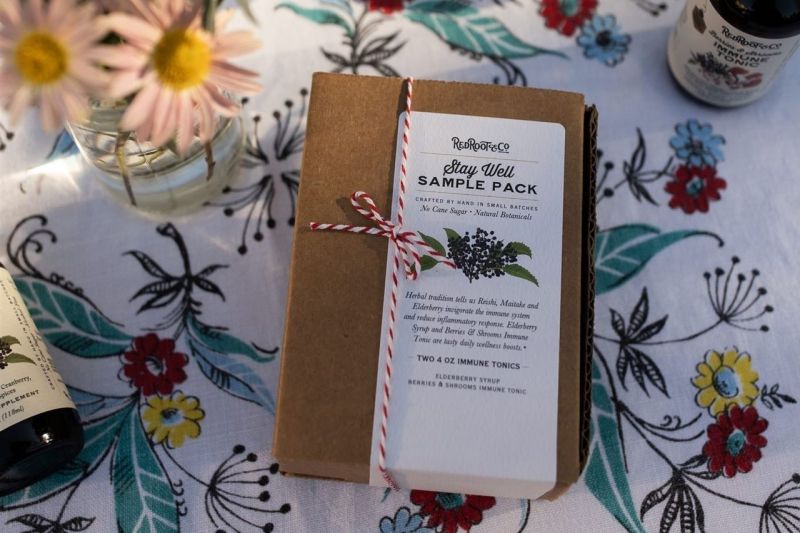 REDROOT & CO
Stay Well
SAMPLE PACK
CRAFTED BY HAND IN SMALL BATCHES
No Cane Sugar • Natural Botanicals
Herbal tradition tells us Reishi, Maitake and
Elderberry invigorate the immune system
and reduce inflammatory response. Elderberry
Syrup and Berries & Shrooms Immune
Tonic are tasty daily wellness boosts.*
TWO 4 OZ IMMUNE TONICS
ELDERBERRY SYRUP
BERRIES & SHROOMS IMMUNE TONIC
REDROOT & CO
Berries & Shrooms
IMMUNE
TONIC
Cranberry,
(118ml)